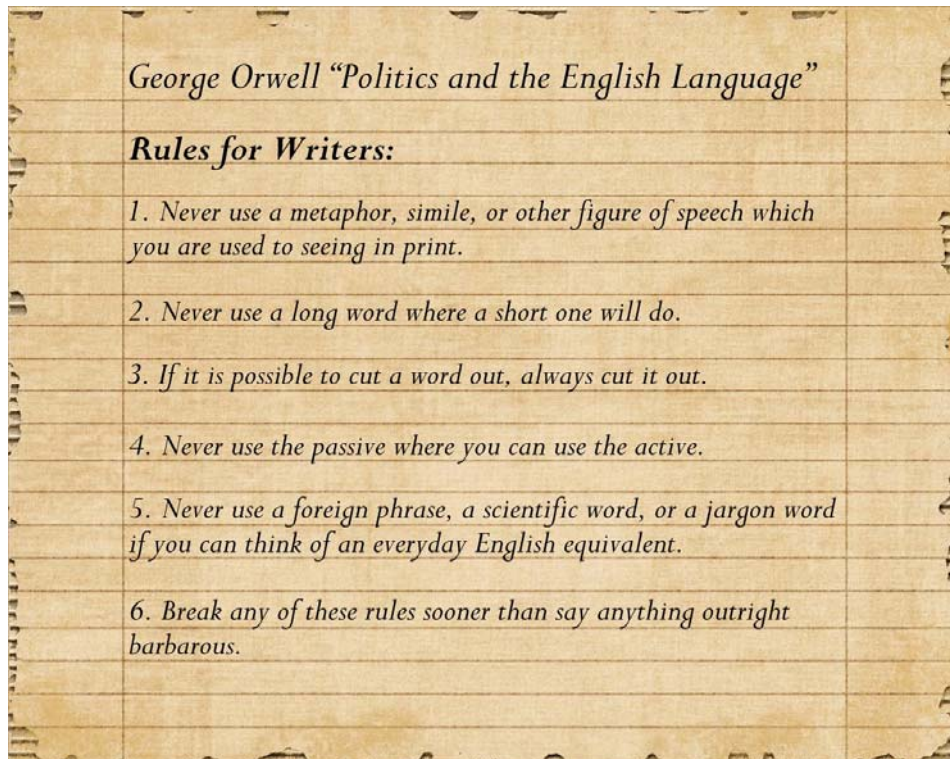 George Orwell “Politics and the English Language”
Rules for Writers:
1. Never use a metaphor, simile, or other figure of speech which
you are used to seeing in print.
2. Never use a long word where a short one will do.
3. If it is possible to cut a word out, always cut it out.
4. Never use the passive where you can use the active.
5. Never use a foreign phrase, a scientific word, or a jargon word
if you can think of an everyday English equivalent.
6. Break any of these rules sooner than say anything outright
barbarous.